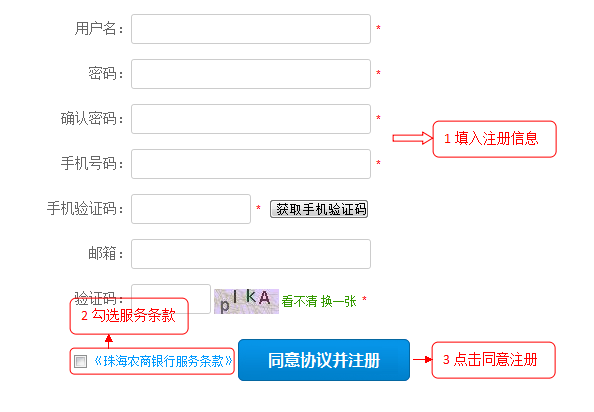 用户名： *
密码： *
确认密码： *
1 填入注册信息
手机号码： *
手机验证码： * 获取手机验证码
邮箱：
验证码： pIKA 看不清 换一张 *
2 勾选服务条款
《珠海农商银行服务条款》 同意协议并注册 3 点击同意注册